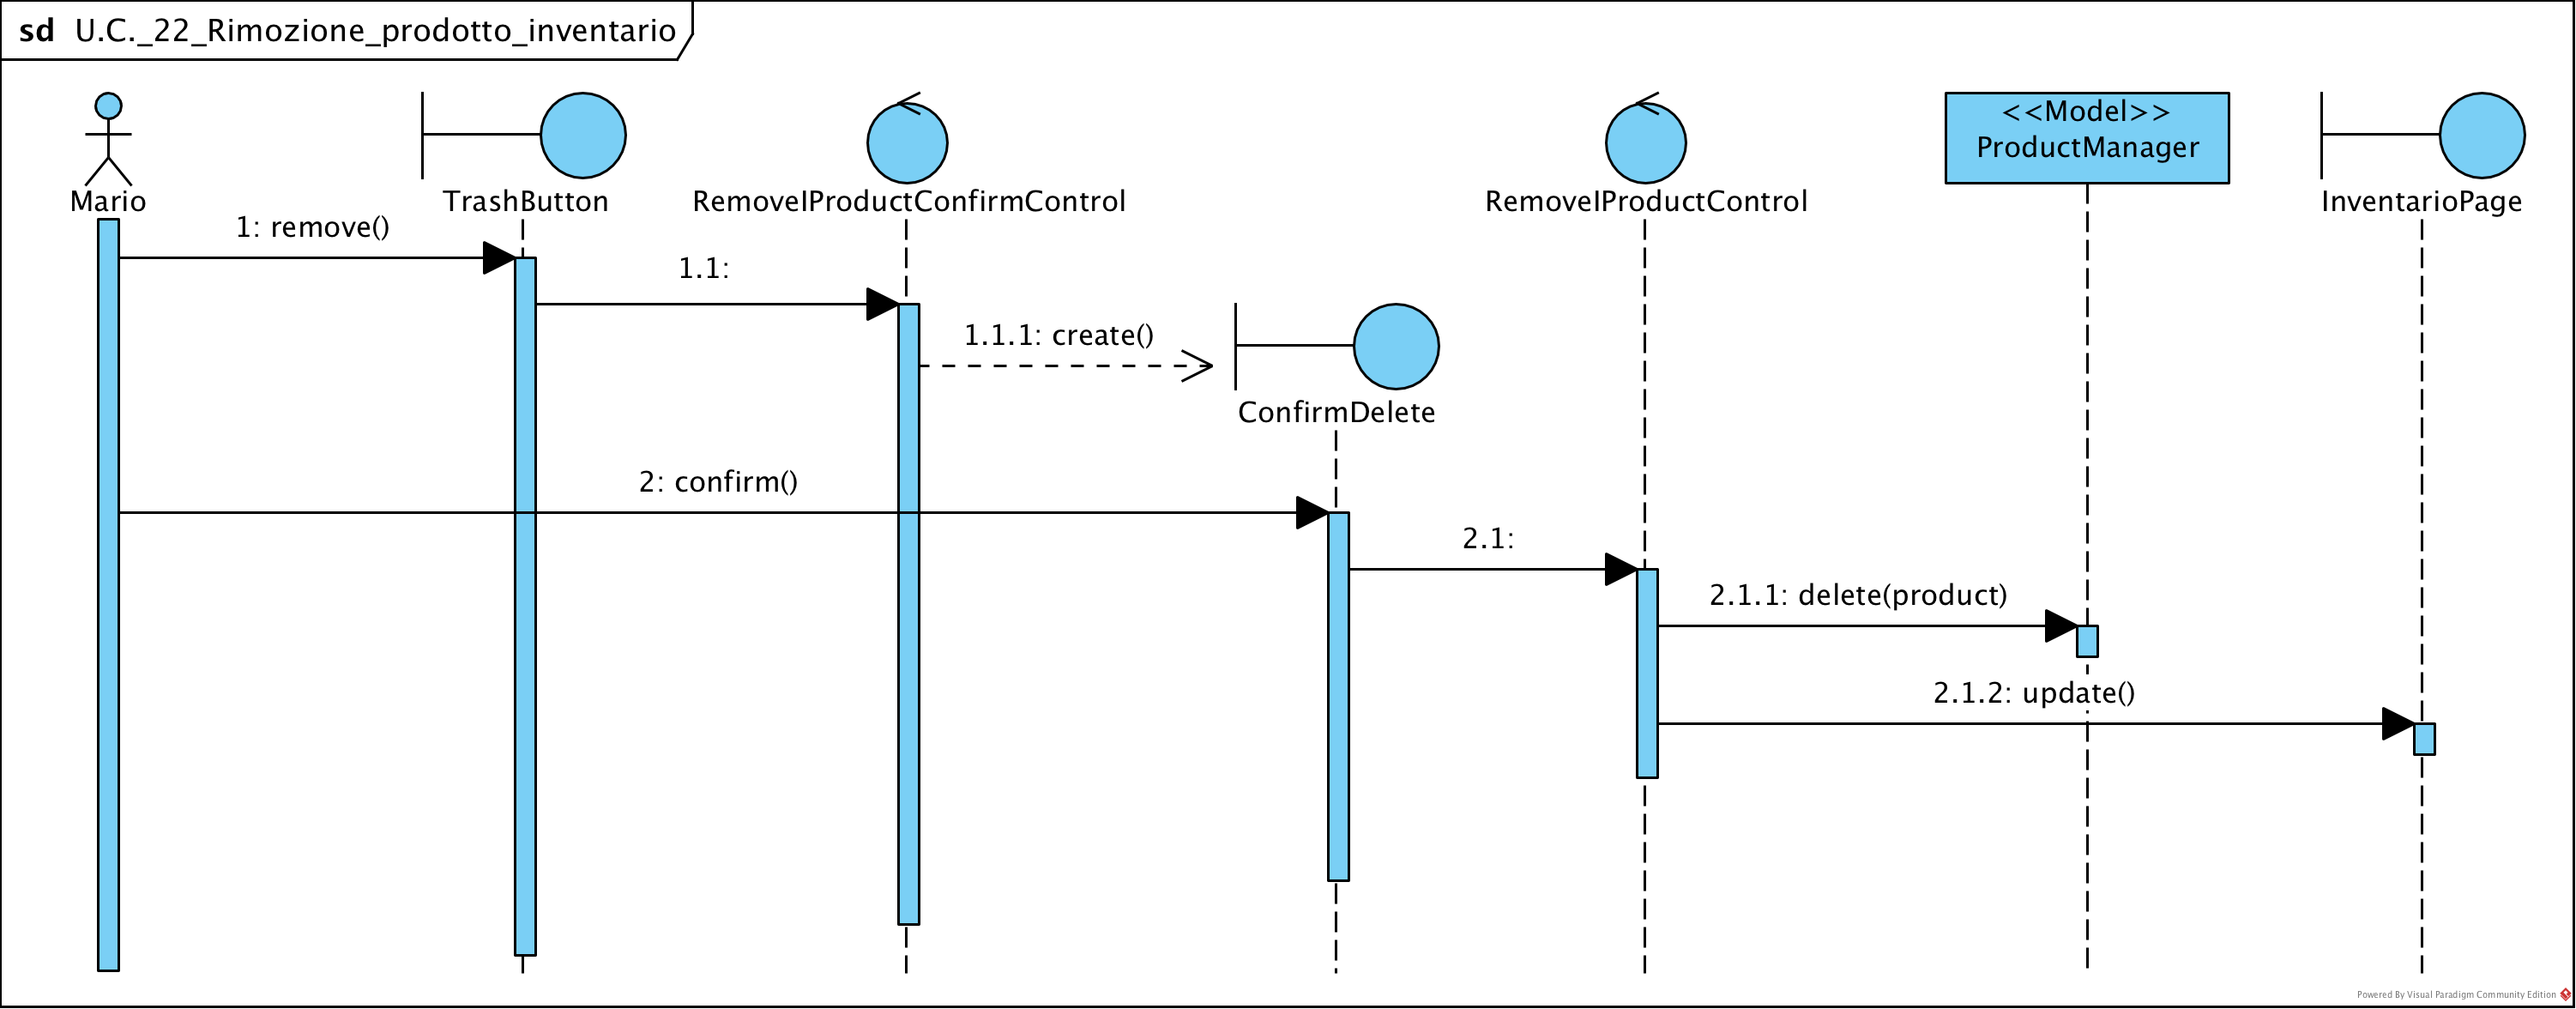 sd U.C._22_Rimozione_prodotto_inventario
<<Model>>
ProductManager
Mario
TrashButton
RemoveIProductConfirmControl
RemoveIProductControl
InventarioPage
1: remove()
1.1:
1.1.1: create()
ConfirmDelete
2: confirm()
2.1:
2.1.1: delete(product)
2.1.2: update()
Powered By Visual Paradigm Community Edition